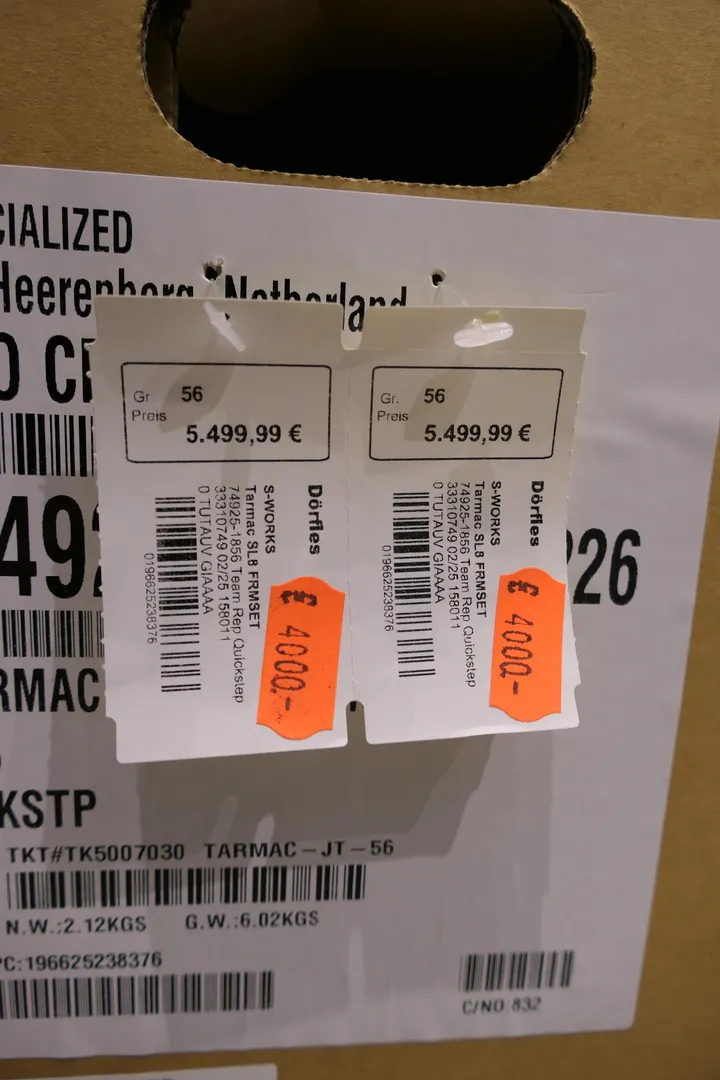 CIALIZED
Heerenberg, Netherland
O C
Gr 56
Preis
5.499,99 €
Dörfles
S-WORKS
Tarmac SL8 FRMSET
74925-1856 Team Rep Quickstep
33310749 02/25 158011
0 TUTAUV GIAAAA
0196625238376
4000,-
Gr. 56
Preis
5.499,99 €
Dörfles
S-WORKS
Tarmac SL8 FRMSET
74925-1856 Team Rep Quickstep
33310749 02/25 158011
0 TUTAUV GIAAAA
0196625238376
4000,-
492
226
RMAC
KSTP
TKT#TK5007030 TARMAC-JT-56
N.W.:2.12KGS G.W.:6.02KGS
PC:196625238376
C/NO 832